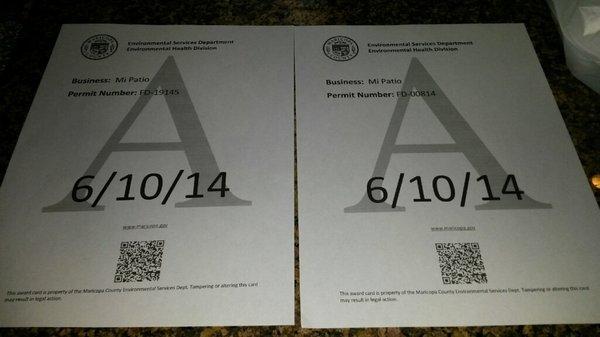 Environmental Services Department
Environmental Health Division
Business: Mi Patio
Permit Number: FD-19145
A
6/10/14
www.maricopa.gov
This award card is property of the Maricopa County Environmental Services Dept. Tampering or altering this card
may result in legal action.
Environmental Services Department
Environmental Health Division
Business: Mi Patio
Permit Number: FD-00814
A
6/10/14
www.maricopa.gov
This award card is property of the Maricopa County Environmental Services Dept. Tampering or altering this card
may result in legal action.